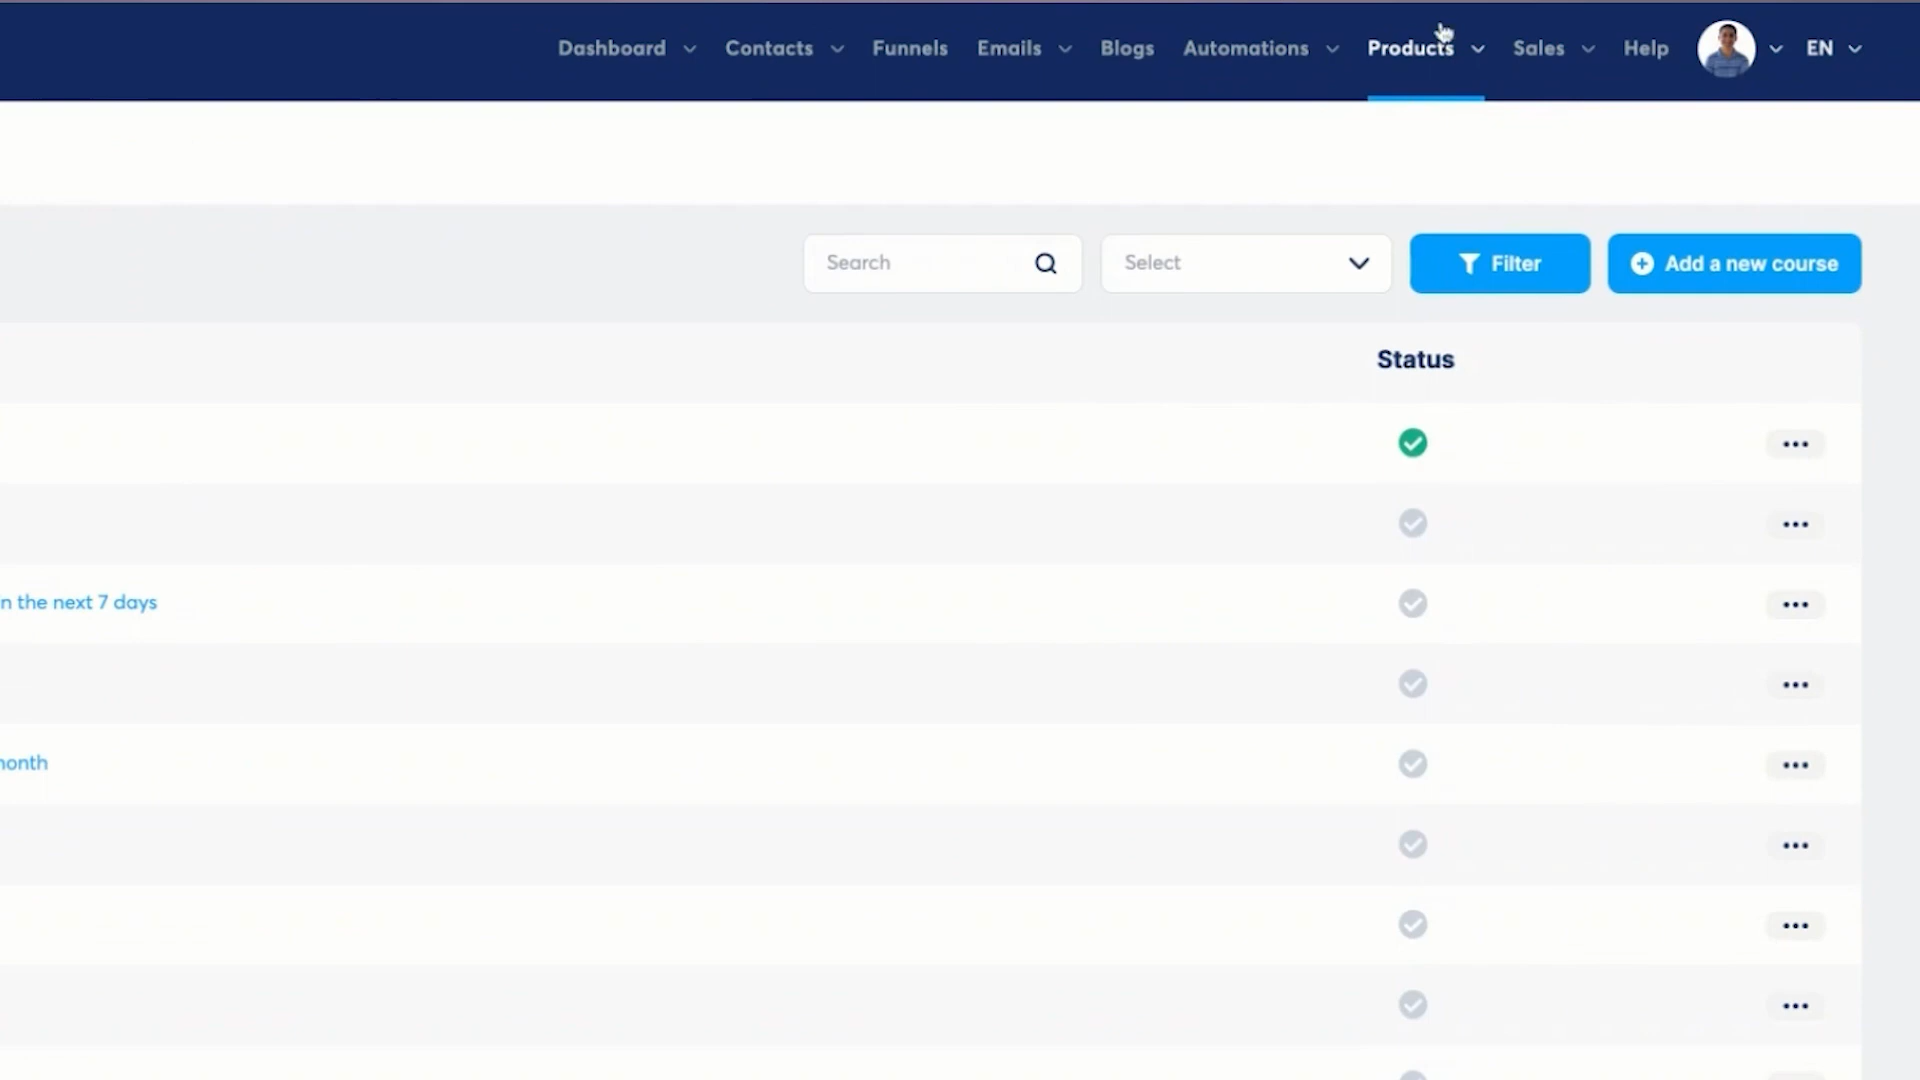 Dashboard Contacts Funnels Emails Blogs Automations Products Sales Help EN
Search Select Filter Add a new course
Status
n the next 7 days
month